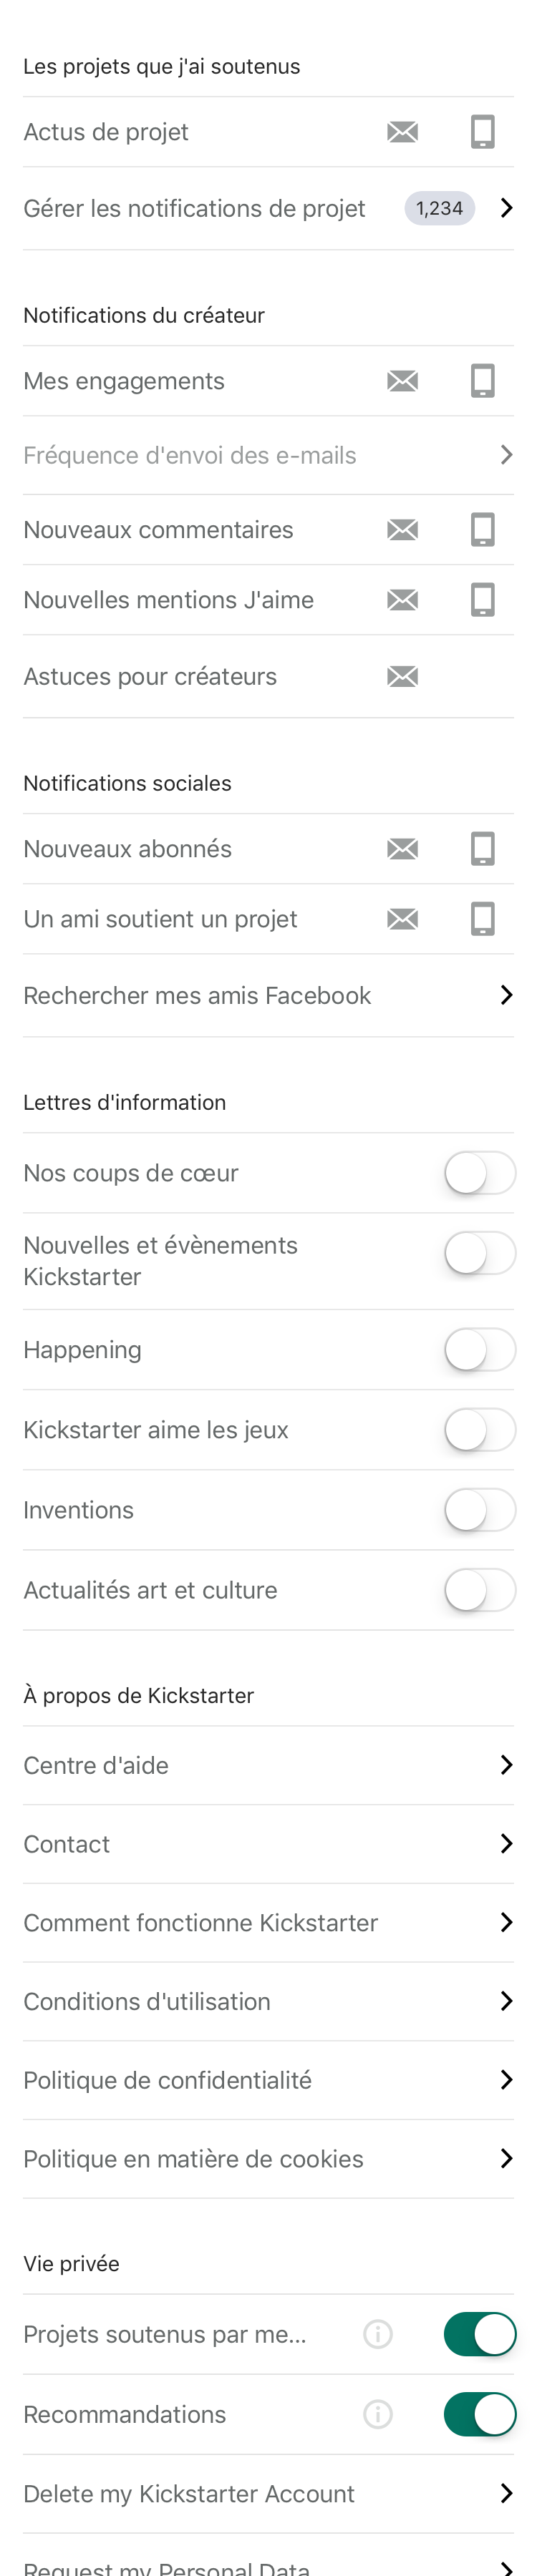 Les projets que j'ai soutenus
Actus de projet
Gérer les notifications de projet 1,234
Notifications du créateur
Mes engagements
Fréquence d'envoi des e-mails
Nouveaux commentaires
Nouvelles mentions J'aime
Astuces pour créateurs
Notifications sociales
Nouveaux abonnés
Un ami soutient un projet
Rechercher mes amis Facebook
Lettres d'information
Nos coups de cœur
Nouvelles et évènements
Kickstarter
Happening
Kickstarter aime les jeux
Inventions
Actualités art et culture
À propos de Kickstarter
Centre d'aide
Contact
Comment fonctionne Kickstarter
Conditions d'utilisation
Politique de confidentialité
Politique en matière de cookies
Vie privée
Projets soutenus par me...
Recommandations
Delete my Kickstarter Account
Request my Personal Data